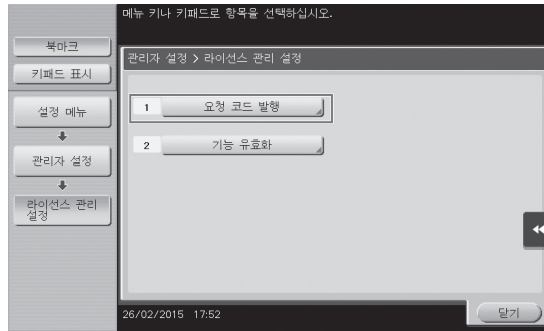 메뉴 키나 키패드로 항목을 선택하십시오.
북마크
키패드 표시
설정 메뉴
관리자 설정
라이선스 관리
설정
관리자 설정 > 라이선스 관리 설정
1 요청 코드 발행
2 기능 유효화
26/02/2015 17:52
닫기